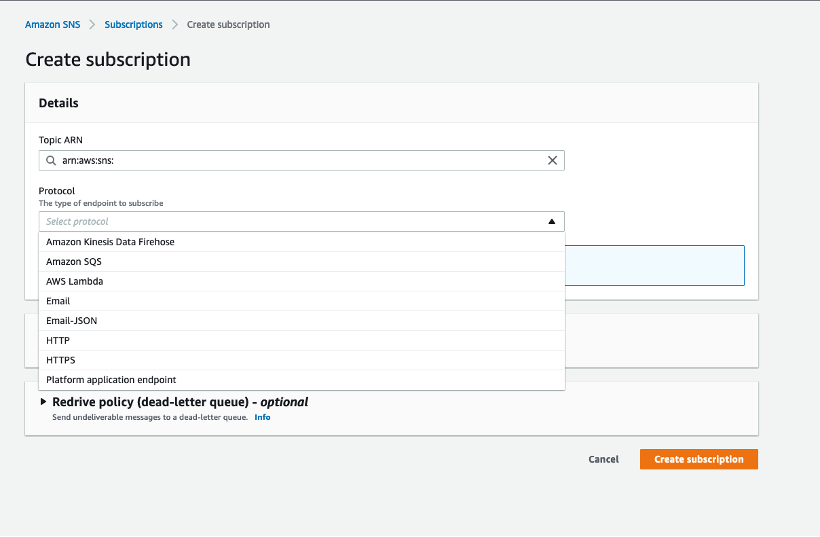 Amazon SNS > Subscriptions > Create subscription
Create subscription
Details
Topic ARN
arn:aws:sns:
Protocol
The type of endpoint to subscribe
Select protocol
Amazon Kinesis Data Firehose
Amazon SQS
AWS Lambda
Email
Email-JSON
HTTP
HTTPS
Platform application endpoint
Redrive policy (dead-letter queue) - optional
Send undeliverable messages to a dead-letter queue. Info
Cancel Create subscription